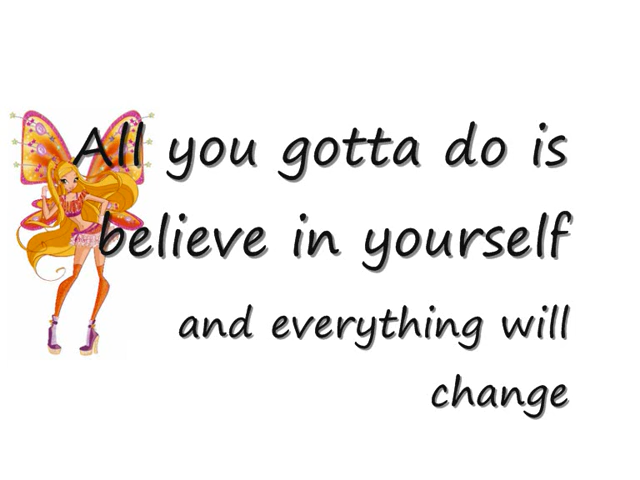 All you gotta do is
believe in yourself
and everything will
change